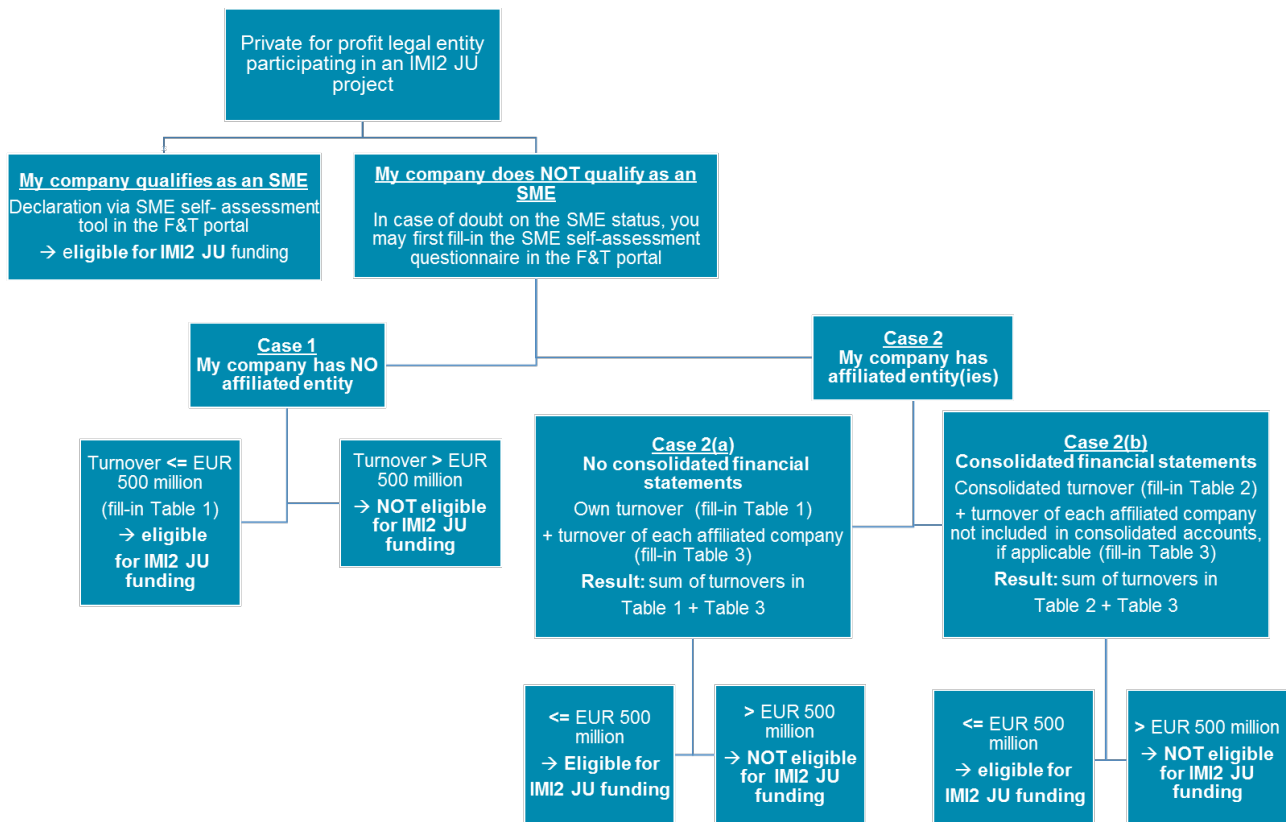 Private for profit legal entity
participating in an IMI2 JU
project
My company qualifies as an SME
Declaration via SME self- assessment
tool in the F&T portal
→ eligible for IMI2 JU funding
My company does NOT qualify as an
SME
In case of doubt on the SME status, you
may first fill-in the SME self-assessment
questionnaire in the F&T portal
Case 1
My company has NO
affiliated entity
Case 2
My company has
affiliated entity(ies)
Turnover <= EUR
500 million
(fill-in Table 1)
→ eligible
for IMI2 JU
funding
Turnover > EUR
500 million
→ NOT eligible
for IMI2 JU
funding
Case 2(a)
No consolidated financial
statements
Own turnover (fill-in Table 1)
+ turnover of each affiliated company
(fill-in Table 3)
Result: sum of turnovers in
Table 1 + Table 3
Case 2(b)
Consolidated financial statements
Consolidated turnover (fill-in Table 2)
+ turnover of each affiliated company
not included in consolidated accounts,
if applicable (fill-in Table 3)
Result: sum of turnovers in
Table 2 + Table 3
<= EUR 500
million
→ Eligible for
IMI2 JU funding
> EUR 500
million
→ NOT eligible
for IMI2 JU
funding
<= EUR 500
million
→ eligible for
IMI2 JU funding
> EUR 500 million
→ NOT eligible
for IMI2 JU
funding